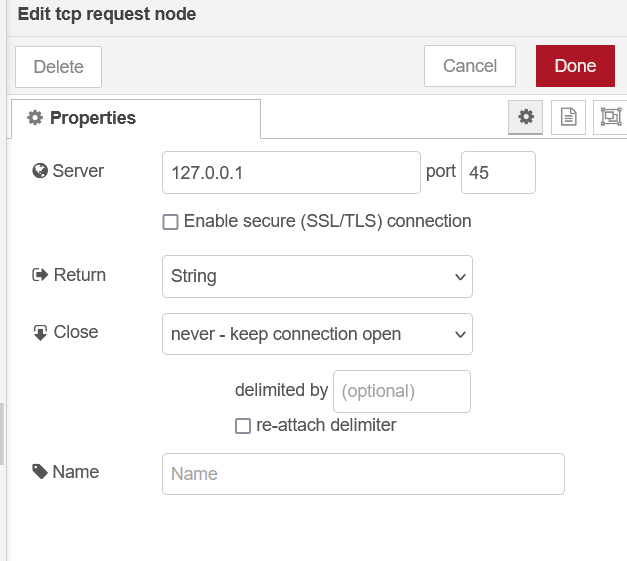 Edit tcp request node
Delete Cancel Done
Properties
Server 127.0.0.1 port 45
Enable secure (SSL/TLS) connection
Return String
Close never - keep connection open
delimited by (optional)
re-attach delimiter
Name Name